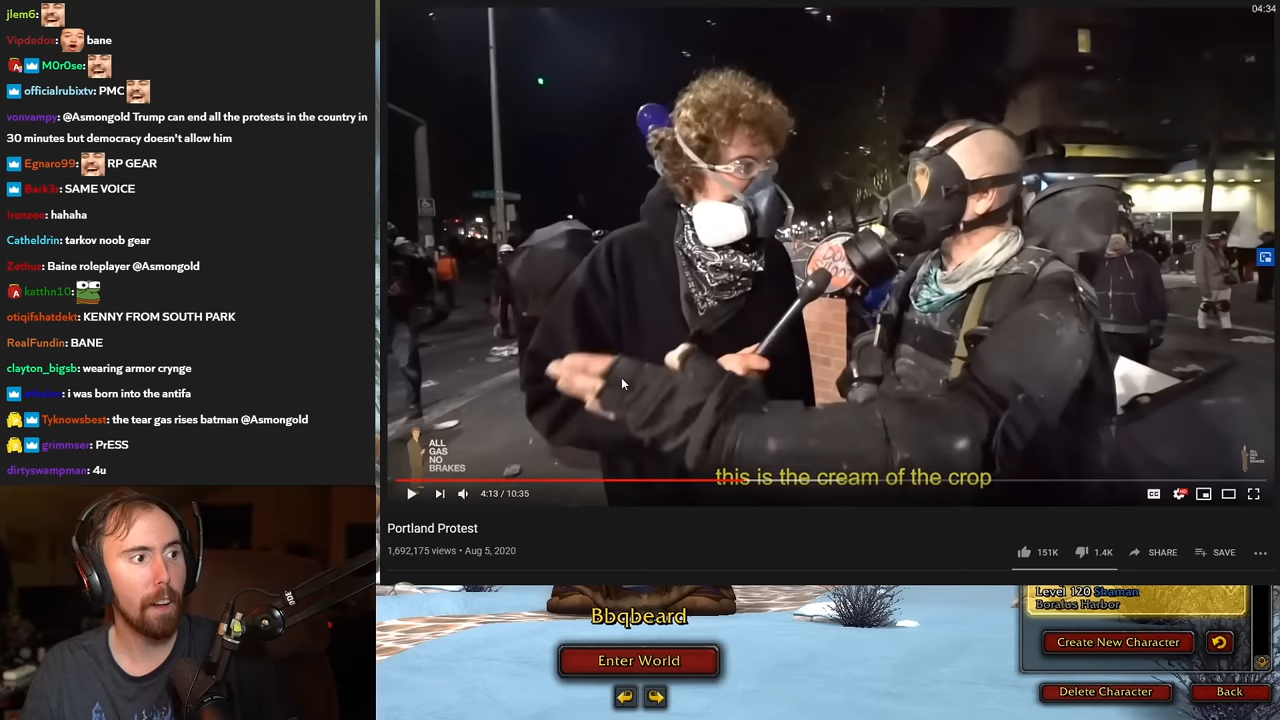 jlem6:
Vipdedov: bane
M0r0se:
officialrubixtv: PMC
vonvampy: @Asmongold Trump can end all the protests in the country in
30 minutes but democracy doesn't allow him
Egnaro99: RP GEAR
Bark3r: SAME VOICE
Ironzoo: hahaha
Catheldrin: tarkov noob gear
Zethuz: Baine roleplayer @Asmongold
katthn10:
otiqifshatdekt: KENNY FROM SOUTH PARK
RealFundin: BANE
clayton_bigsb: wearing armor crynge
i was born into the antifa
Tyknowsbest: the tear gas rises batman @Asmongold
grimmser: PrESS
dirtyswampman: 4u
04:34
ALL
GAS
NO
BRAKES
this is the cream of the crop
4:13 / 10:35
Portland Protest
1,692,175 views • Aug 5, 2020
151K
1.4K
SHARE
SAVE
Bbqbeard
Enter World
Level 120 Shaman
Boralus Harbor
Create New Character
Delete Character
Back